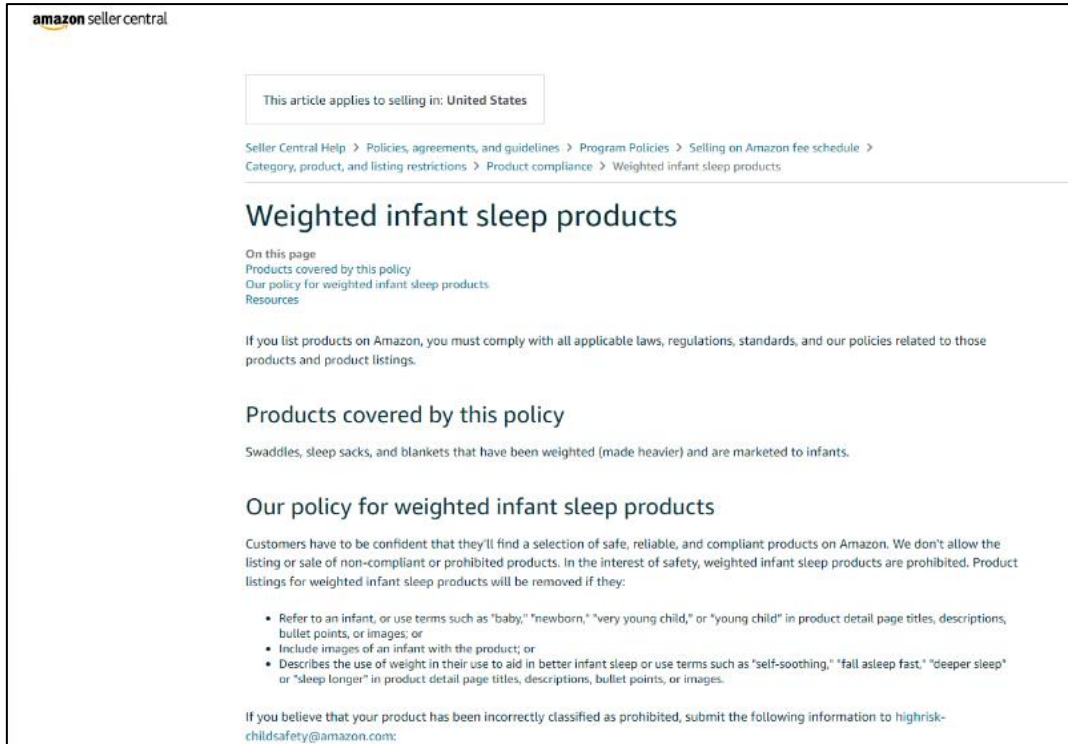 amazon seller central
This article applies to selling in: United States
Seller Central Help > Policies, agreements, and guidelines > Program Policies > Selling on Amazon fee schedule >
Category, product, and listing restrictions > Product compliance > Weighted infant sleep products
Weighted infant sleep products
On this page
Products covered by this policy
Our policy for weighted infant sleep products
Resources
If you list products on Amazon, you must comply with all applicable laws, regulations, standards, and our policies related to those
products and product listings.
Products covered by this policy
Swaddles, sleep sacks, and blankets that have been weighted (made heavier) and are marketed to infants.
Our policy for weighted infant sleep products
Customers have to be confident that they'll find a selection of safe, reliable, and compliant products on Amazon. We don't allow the
listing or sale of non-compliant or prohibited products. In the interest of safety, weighted infant sleep products are prohibited. Product
listings for weighted infant sleep products will be removed if they:
• Refer to an infant, or use terms such as "baby," "newborn," "very young child," or "young child" in product detail page titles, descriptions,
bullet points, or images; or
• Include images of an infant with the product; or
• Describes the use of weight in their use to aid in better infant sleep or use terms such as "self-soothing," "fall asleep fast," "deeper sleep"
or "sleep longer" in product detail page titles, descriptions, bullet points, or images.
If you believe that your product has been incorrectly classified as prohibited, submit the following information to highrisk-
childsafety@amazon.com: